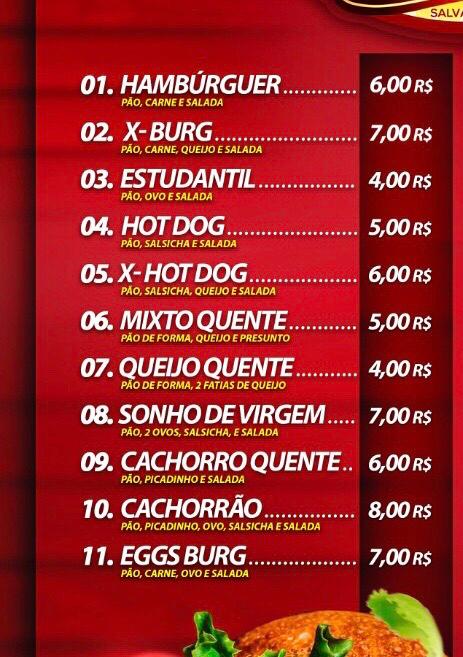 SALVA
01. HAMBÚRGUER ............ 6,00 R$
PÃO, CARNE E SALADA
02. X-BURG ....................... 7,00 R$
PÃO, CARNE, QUEIJO E SALADA
03. ESTUDANTIL ................ 4,00 R$
PÃO, OVO E SALADA
04. HOT DOG ..................... 5,00 R$
PÃO, SALSICHA E SALADA
05. X-HOT DOG ................. 6,00 R$
PÃO, SALSICHA, QUEIJO E SALADA
06. MIXTO QUENTE ........... 5,00 R$
PÃO DE FORMA, QUEIJO E PRESUNTO
07. QUEIJO QUENTE .......... 4,00 R$
PÃO DE FORMA, 2 FATIAS DE QUEIJO
08. SONHO DE VIRGEM ..... 7,00 R$
PÃO, 2 OVOS, SALSICHA, E SALADA
09. CACHORRO QUENTE .. 6,00 R$
PÃO, PICADINHO E SALADA
10. CACHORRÃO ............... 8,00 R$
PÃO, PICADINHO, OVO, SALSICHA E SALADA
11. EGGS BURG ................. 7,00 R$
PÃO, CARNE, OVO E SALADA